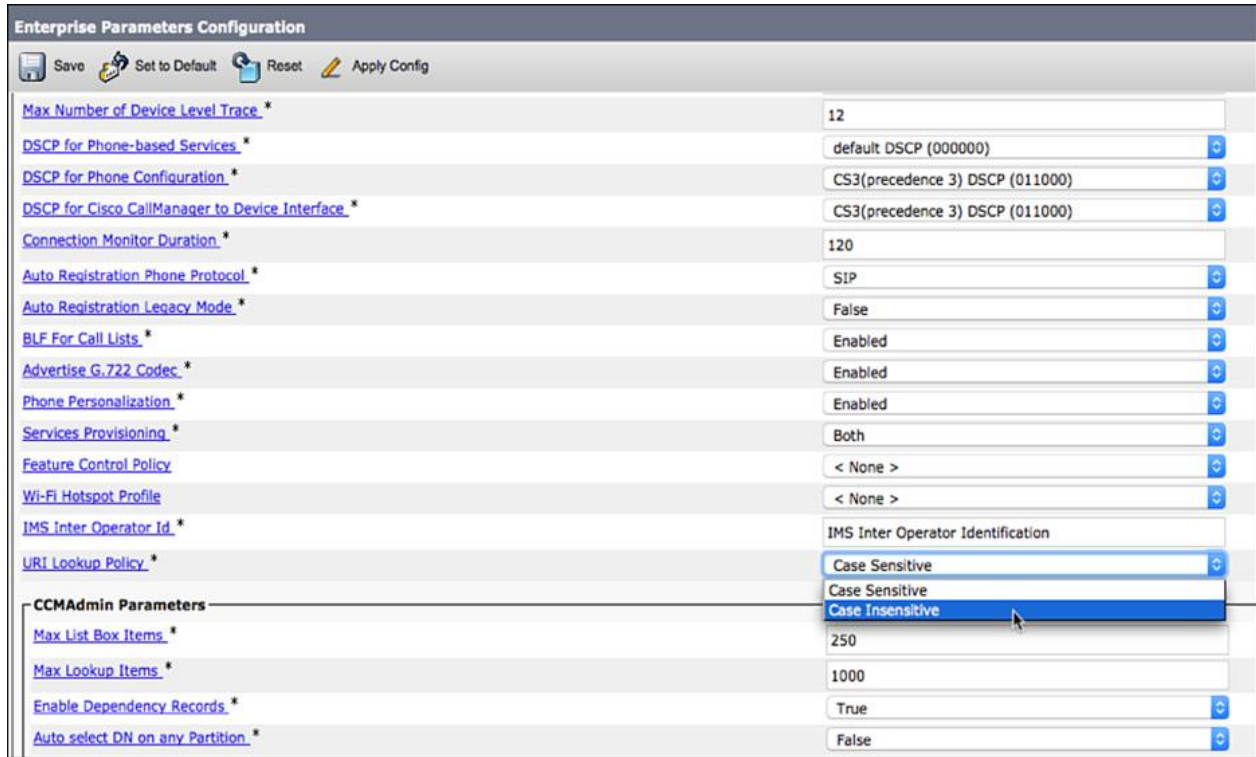 Enterprise Parameters Configuration
Save Set to Default Reset Apply Config
Max Number of Device Level Trace * 12
DSCP for Phone-based Services * default DSCP (000000)
DSCP for Phone Configuration * CS3(precedence 3) DSCP (011000)
DSCP for Cisco CallManager to Device Interface * CS3(precedence 3) DSCP (011000)
Connection Monitor Duration * 120
Auto Registration Phone Protocol * SIP
Auto Registration Legacy Mode * False
BLF For Call Lists * Enabled
Advertise G.722 Codec * Enabled
Phone Personalization * Enabled
Services Provisioning * Both
Feature Control Policy < None >
Wi-Fi Hotspot Profile < None >
IMS Inter Operator Id * IMS Inter Operator Identification
URI Lookup Policy * Case Sensitive
Case Sensitive
CCMAdmin Parameters Case Insensitive
Max List Box Items * 250
Max Lookup Items * 1000
Enable Dependency Records * True
Auto select DN on any Partition * False